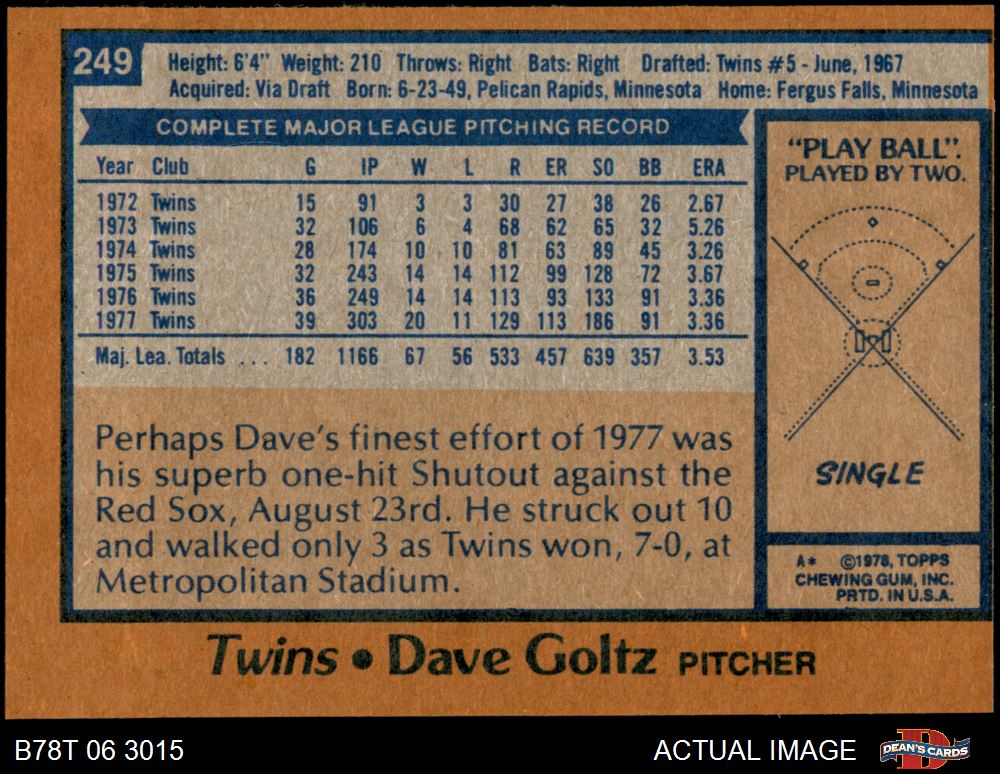 249
Height: 6'4" Weight: 210 Throws: Right Bats: Right Drafted: Twins #5 - June, 1967
Acquired: Via Draft Born: 6-23-49, Pelican Rapids, Minnesota Home: Fergus Falls, Minnesota
COMPLETE MAJOR LEAGUE PITCHING RECORD
Year Club G IP W L R ER SO BB ERA
1972 Twins 15 91 3 3 30 27 38 26 2.67
1973 Twins 32 106 6 4 68 62 65 32 5.26
1974 Twins 28 174 10 10 81 63 89 45 3.26
1975 Twins 32 243 14 14 112 99 128 72 3.67
1976 Twins 36 249 14 14 113 93 133 91 3.36
1977 Twins 39 303 20 11 129 113 186 91 3.36
Maj. Lea. Totals ... 182 1166 67 56 533 457 639 357 3.53
Perhaps Dave's finest effort of 1977 was
his superb one-hit Shutout against the
Red Sox, August 23rd. He struck out 10
and walked only 3 as Twins won, 7-0, at
Metropolitan Stadium.
"PLAY BALL".
PLAYED BY TWO.
SINGLE
A* ©1978, TOPPS
CHEWING GUM, INC.
PRTD. IN U.S.A.
Twins • Dave Goltz PITCHER
B78T 06 3015
ACTUAL IMAGE
DEAN'S CARDS